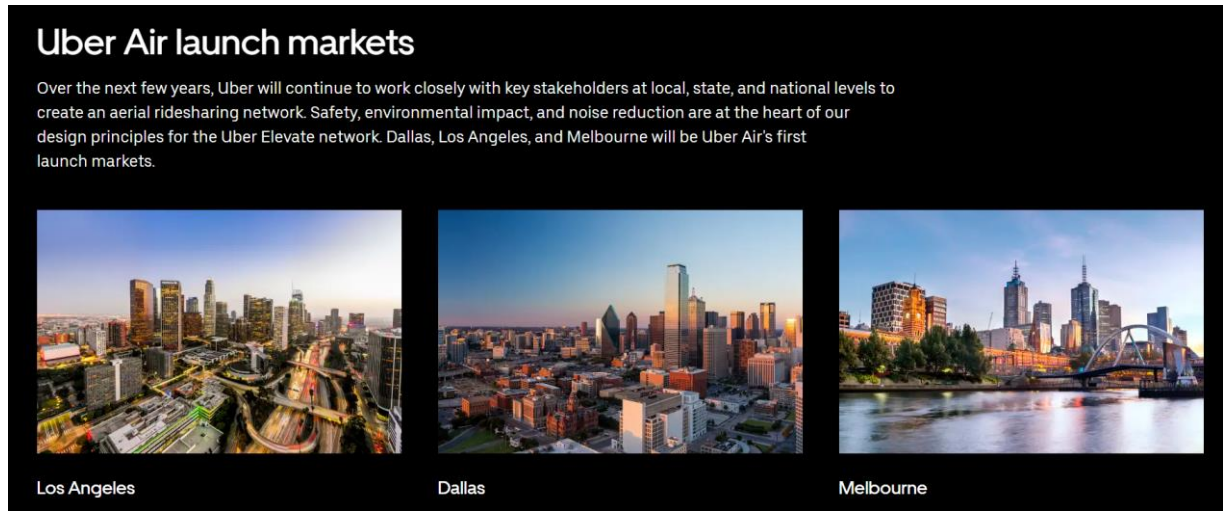 Uber Air launch markets
Over the next few years, Uber will continue to work closely with key stakeholders at local, state, and national levels to
create an aerial ridesharing network. Safety, environmental impact, and noise reduction are at the heart of our
design principles for the Uber Elevate network. Dallas, Los Angeles, and Melbourne will be Uber Air's first
launch markets.
Los Angeles
Dallas
Melbourne